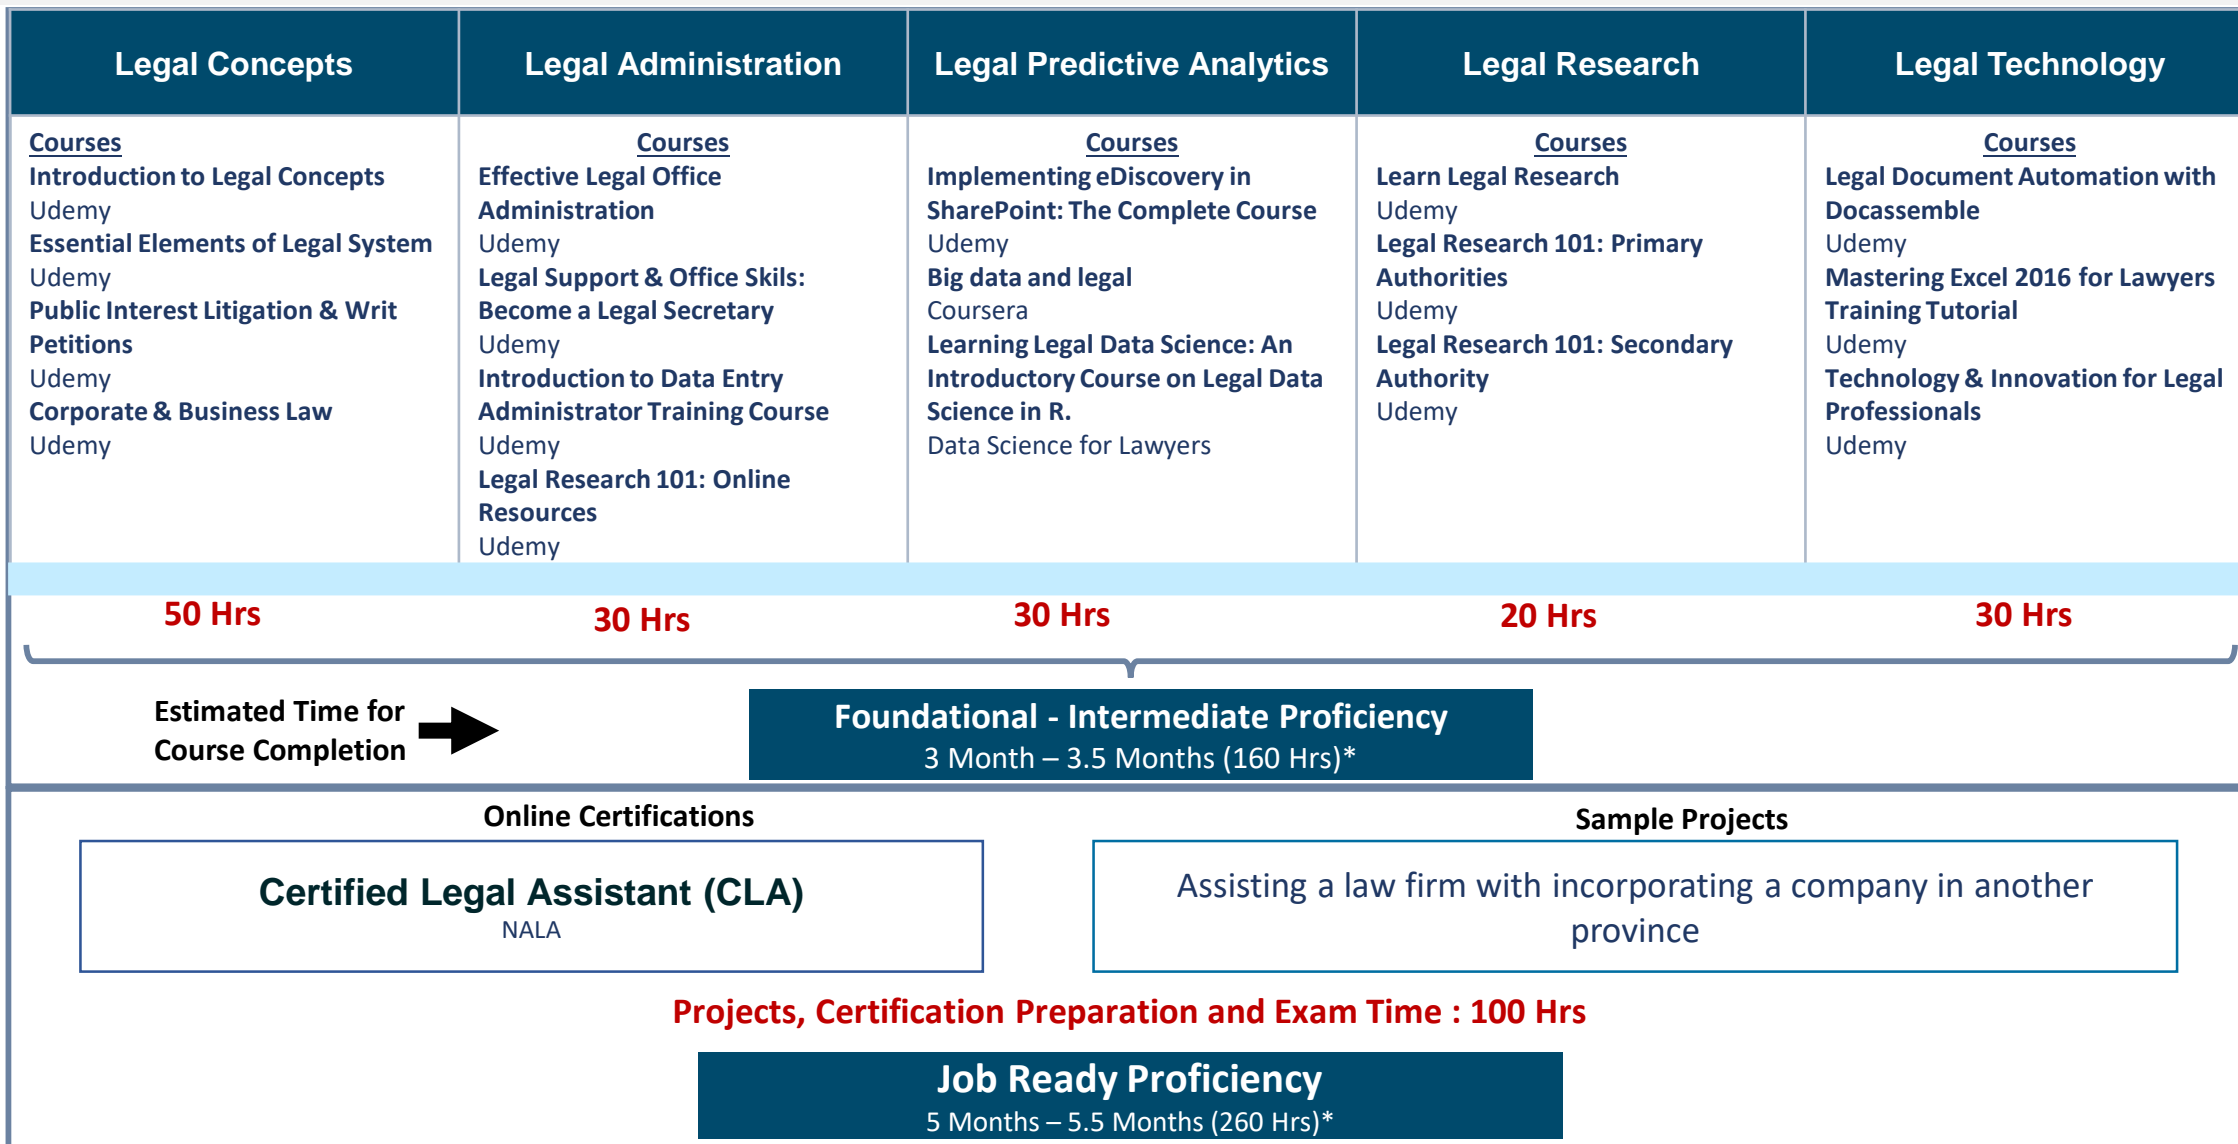 Legal Concepts
Legal Administration
Legal Predictive Analytics
Legal Research
Legal Technology
Courses
Introduction to Legal Concepts
Udemy
Essential Elements of Legal System
Udemy
Public Interest Litigation & Writ
Petitions
Udemy
Corporate & Business Law
Udemy
Courses
Effective Legal Office
Administration
Udemy
Legal Support & Office Skils:
Become a Legal Secretary
Udemy
Introduction to Data Entry
Administrator Training Course
Udemy
Legal Research 101: Online
Resources
Udemy
Courses
Implementing eDiscovery in
SharePoint: The Complete Course
Udemy
Big data and legal
Coursera
Learning Legal Data Science: An
Introductory Course on Legal Data
Science in R.
Data Science for Lawyers
Courses
Learn Legal Research
Udemy
Legal Research 101: Primary
Authorities
Udemy
Legal Research 101: Secondary
Authority
Udemy
Courses
Legal Document Automation with
Docassemble
Udemy
Mastering Excel 2016 for Lawyers
Training Tutorial
Udemy
Technology & Innovation for Legal
Professionals
Udemy
50 Hrs
30 Hrs
30 Hrs
20 Hrs
30 Hrs
Estimated Time for
Course Completion
Foundational - Intermediate Proficiency
3 Month – 3.5 Months (160 Hrs)*
Online Certifications
Certified Legal Assistant (CLA)
NALA
Sample Projects
Assisting a law firm with incorporating a company in another
province
Projects, Certification Preparation and Exam Time : 100 Hrs
Job Ready Proficiency
5 Months – 5.5 Months (260 Hrs)*